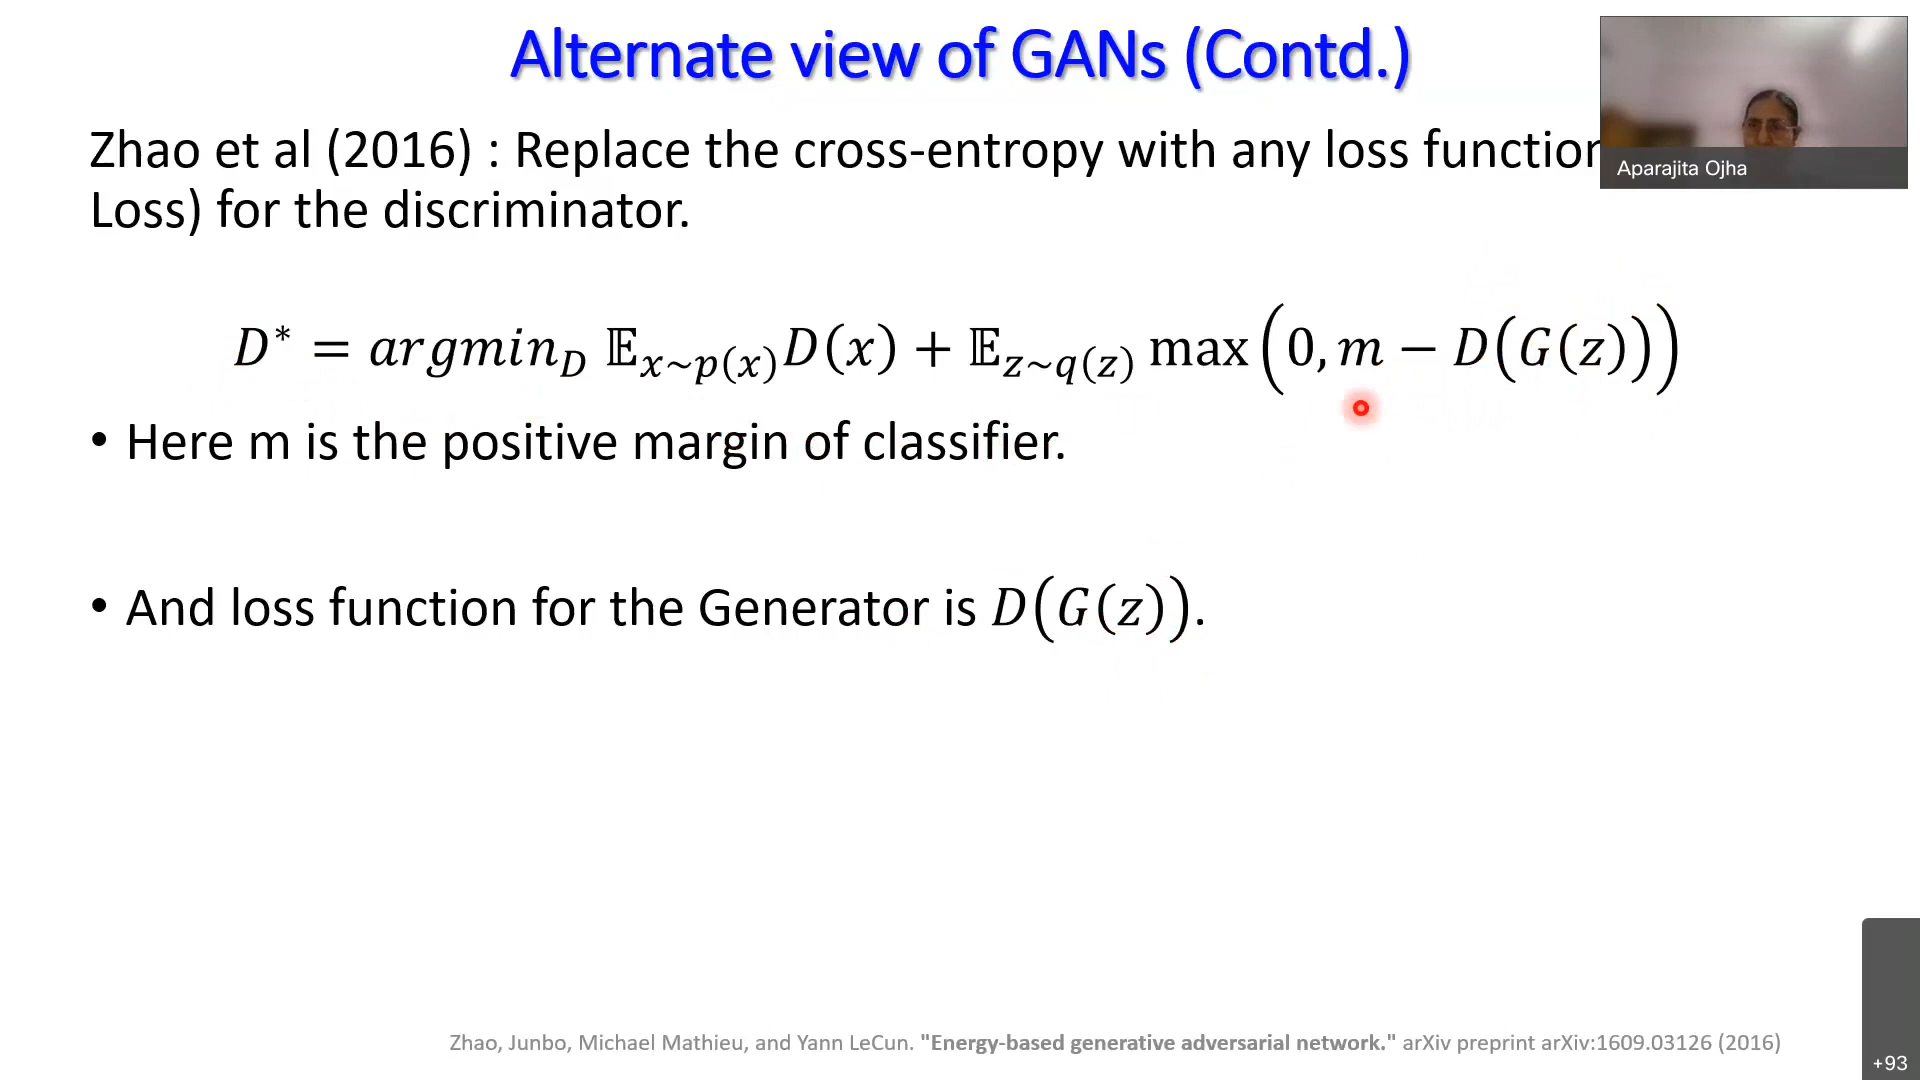 Alternate view of GANs (Contd.)
Zhao et al (2016) : Replace the cross-entropy with any loss function
Loss) for the discriminator.
Aparajita Ojha
D* = argmin_D 𝔼_{x~p(x)}D(x) + 𝔼_{z~q(z)} max(0, m − D(G(z)))
• Here m is the positive margin of classifier.
• And loss function for the Generator is D(G(z)).
Zhao, Junbo, Michael Mathieu, and Yann LeCun. "Energy-based generative adversarial network." arXiv preprint arXiv:1609.03126 (2016)
+93